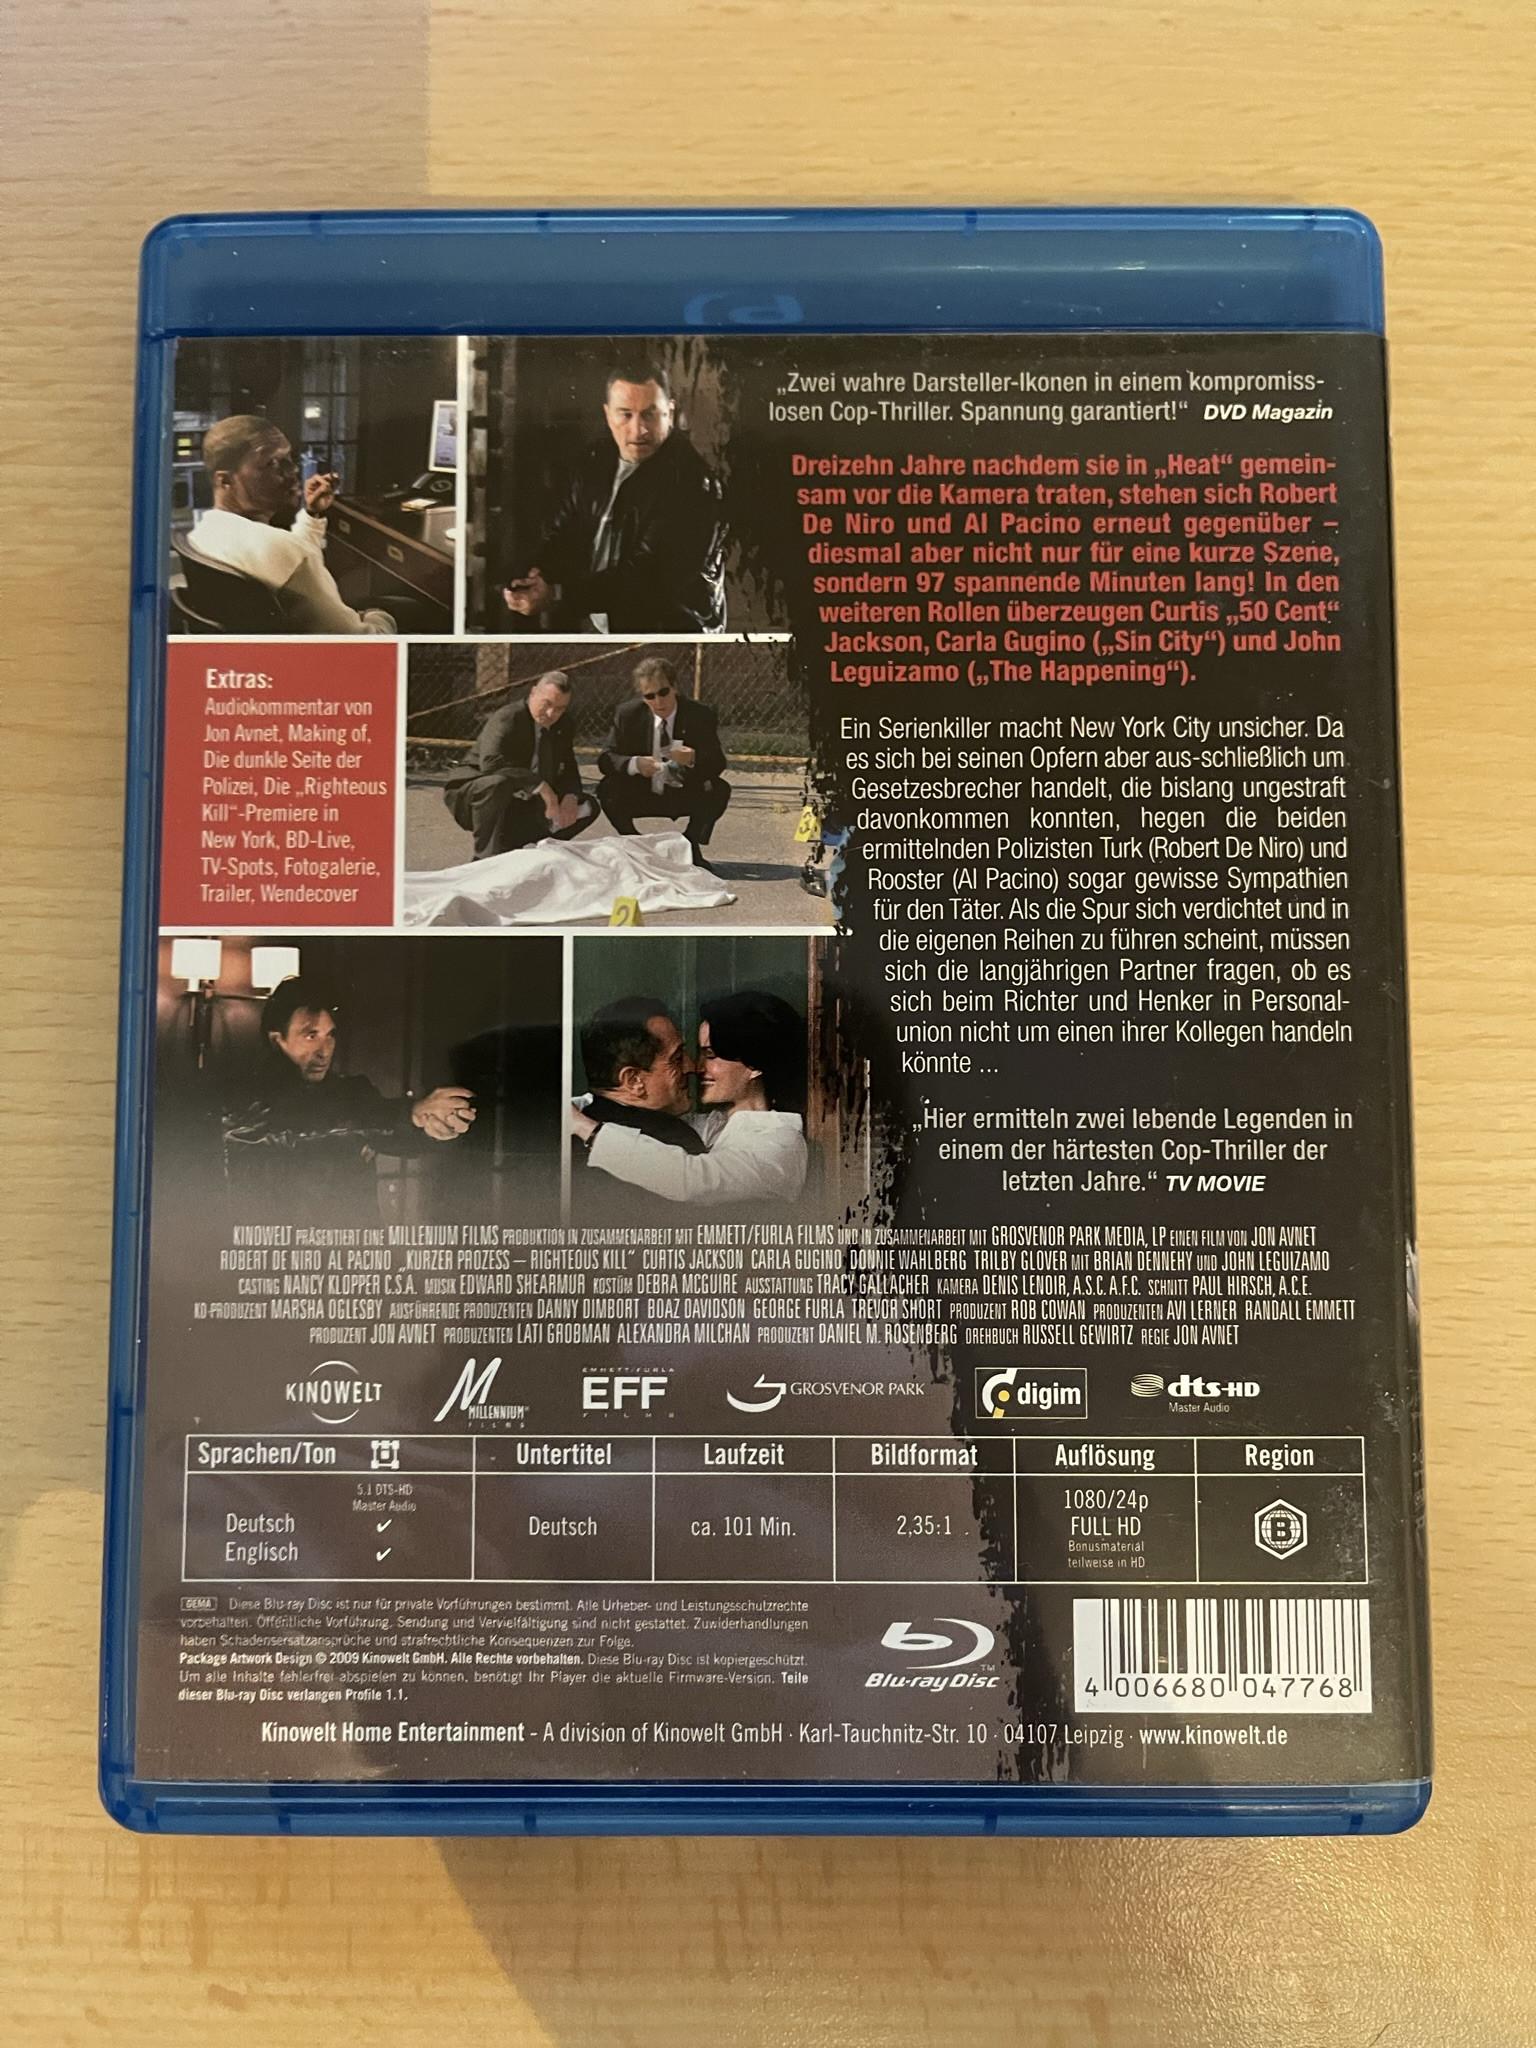 „Zwei wahre Darsteller-Ikonen in einem kompromiss-
losen Cop-Thriller. Spannung garantiert!“ DVD Magazin
Dreizehn Jahre nachdem sie in „Heat“ gemein-
sam vor die Kamera traten, stehen sich Robert
De Niro und Al Pacino erneut gegenüber –
diesmal aber nicht nur für eine kurze Szene,
sondern 97 spannende Minuten lang! In den
weiteren Rollen überzeugen Curtis „50 Cent“
Jackson, Carla Gugino („Sin City“) und John
Leguizamo („The Happening“).
Extras:
Audiokommentar von
Jon Avnet, Making of,
Die dunkle Seite der
Polizei, Die „Righteous
Kill“-Premiere in
New York, BD-Live,
TV-Spots, Fotogalerie,
Trailer, Wendecover
Ein Serienkiller macht New York City unsicher. Da
es sich bei seinen Opfern aber aus-schließlich um
Gesetzesbrecher handelt, die bislang ungestraft
davonkommen konnten, hegen die beiden
ermittelnden Polizisten Turk (Robert De Niro) und
Rooster (Al Pacino) sogar gewisse Sympathien
für den Täter. Als die Spur sich verdichtet und in
die eigenen Reihen zu führen scheint, müssen
sich die langjährigen Partner fragen, ob es
sich beim Richter und Henker in Personal-
union nicht um einen ihrer Kollegen handeln
könnte ...
3
2
„Hier ermitteln zwei lebende Legenden in
einem der härtesten Cop-Thriller der
letzten Jahre.“ TV MOVIE
KINOWELT PRÄSENTIERT EINE MILLENIUM FILMS PRODUKTION IN ZUSAMMENARBEIT MIT EMMETT/FURLA FILMS UND IN ZUSAMMENARBEIT MIT GROSVENOR PARK MEDIA, LP EINEN FILM VON JON AVNET
ROBERT DE NIRO AL PACINO „KURZER PROZESS – RIGHTEOUS KILL“ CURTIS JACKSON CARLA GUGINO DONNIE WAHLBERG TRILBY GLOVER MIT BRIAN DENNEHY UND JOHN LEGUIZAMO
CASTING NANCY KLOPPER C.S.A. MUSIK EDWARD SHEARMUR KOSTÜM DEBRA MCGUIRE AUSSTATTUNG TRACY GALLACHER KAMERA DENIS LENOIR, A.S.C. A.F.C. SCHNITT PAUL HIRSCH, A.C.E.
KO-PRODUZENT MARSHA OGLESBY AUSFÜHRENDE PRODUZENTEN DANNY DIMBORT BOAZ DAVIDSON GEORGE FURLA TREVOR SHORT PRODUZENT ROB COWAN PRODUZENTEN AVI LERNER RANDALL EMMETT
PRODUZENT JON AVNET PRODUZENTEN LATI GROBMAN ALEXANDRA MILCHAN PRODUZENT DANIEL M. ROSENBERG DREHBUCH RUSSELL GEWIRTZ REGIE JON AVNET
KINOWELT
MILLENNIUM FILMS
EMMETT/FURLA EFF FILMS
GROSVENOR PARK
digim
dts-HD Master Audio
Sprachen/Ton Untertitel Laufzeit Bildformat Auflösung Region
5.1 DTS-HD
Master Audio
Deutsch ✓
Englisch ✓
Deutsch
ca. 101 Min.
2,35:1
1080/24p
FULL HD
Bonusmaterial
teilweise in HD
B
GEMA Diese Blu-ray Disc ist nur für private Vorführungen bestimmt. Alle Urheber- und Leistungsschutzrechte
vorbehalten. Öffentliche Vorführung, Sendung und Vervielfältigung sind nicht gestattet. Zuwiderhandlungen
haben Schadensersatzansprüche und strafrechtliche Konsequenzen zur Folge.
Package Artwork Design © 2009 Kinowelt GmbH. Alle Rechte vorbehalten. Diese Blu-ray Disc ist kopiergeschützt.
Um alle Inhalte fehlerfrei abspielen zu können, benötigt Ihr Player die aktuelle Firmware-Version. Teile
dieser Blu-ray Disc verlangen Profile 1.1.
Blu-ray Disc™
4 006680 047768
Kinowelt Home Entertainment - A division of Kinowelt GmbH · Karl-Tauchnitz-Str. 10 · 04107 Leipzig · www.kinowelt.de